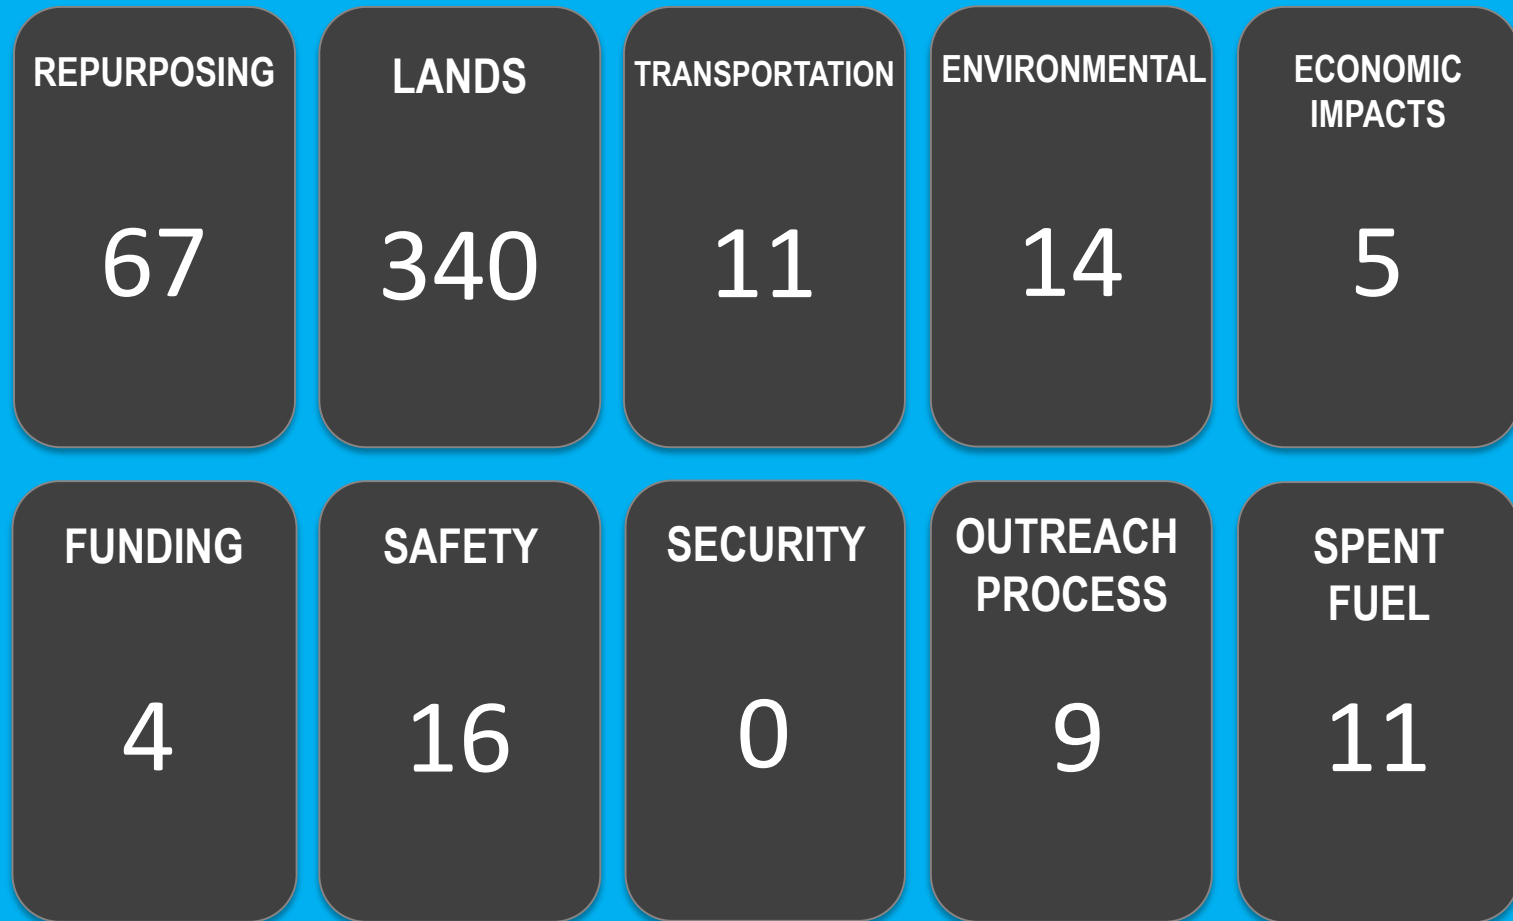 REPURPOSING
67
LANDS
340
TRANSPORTATION
11
ENVIRONMENTAL
14
ECONOMIC
IMPACTS
5
FUNDING
4
SAFETY
16
SECURITY
0
OUTREACH
PROCESS
9
SPENT
FUEL
11